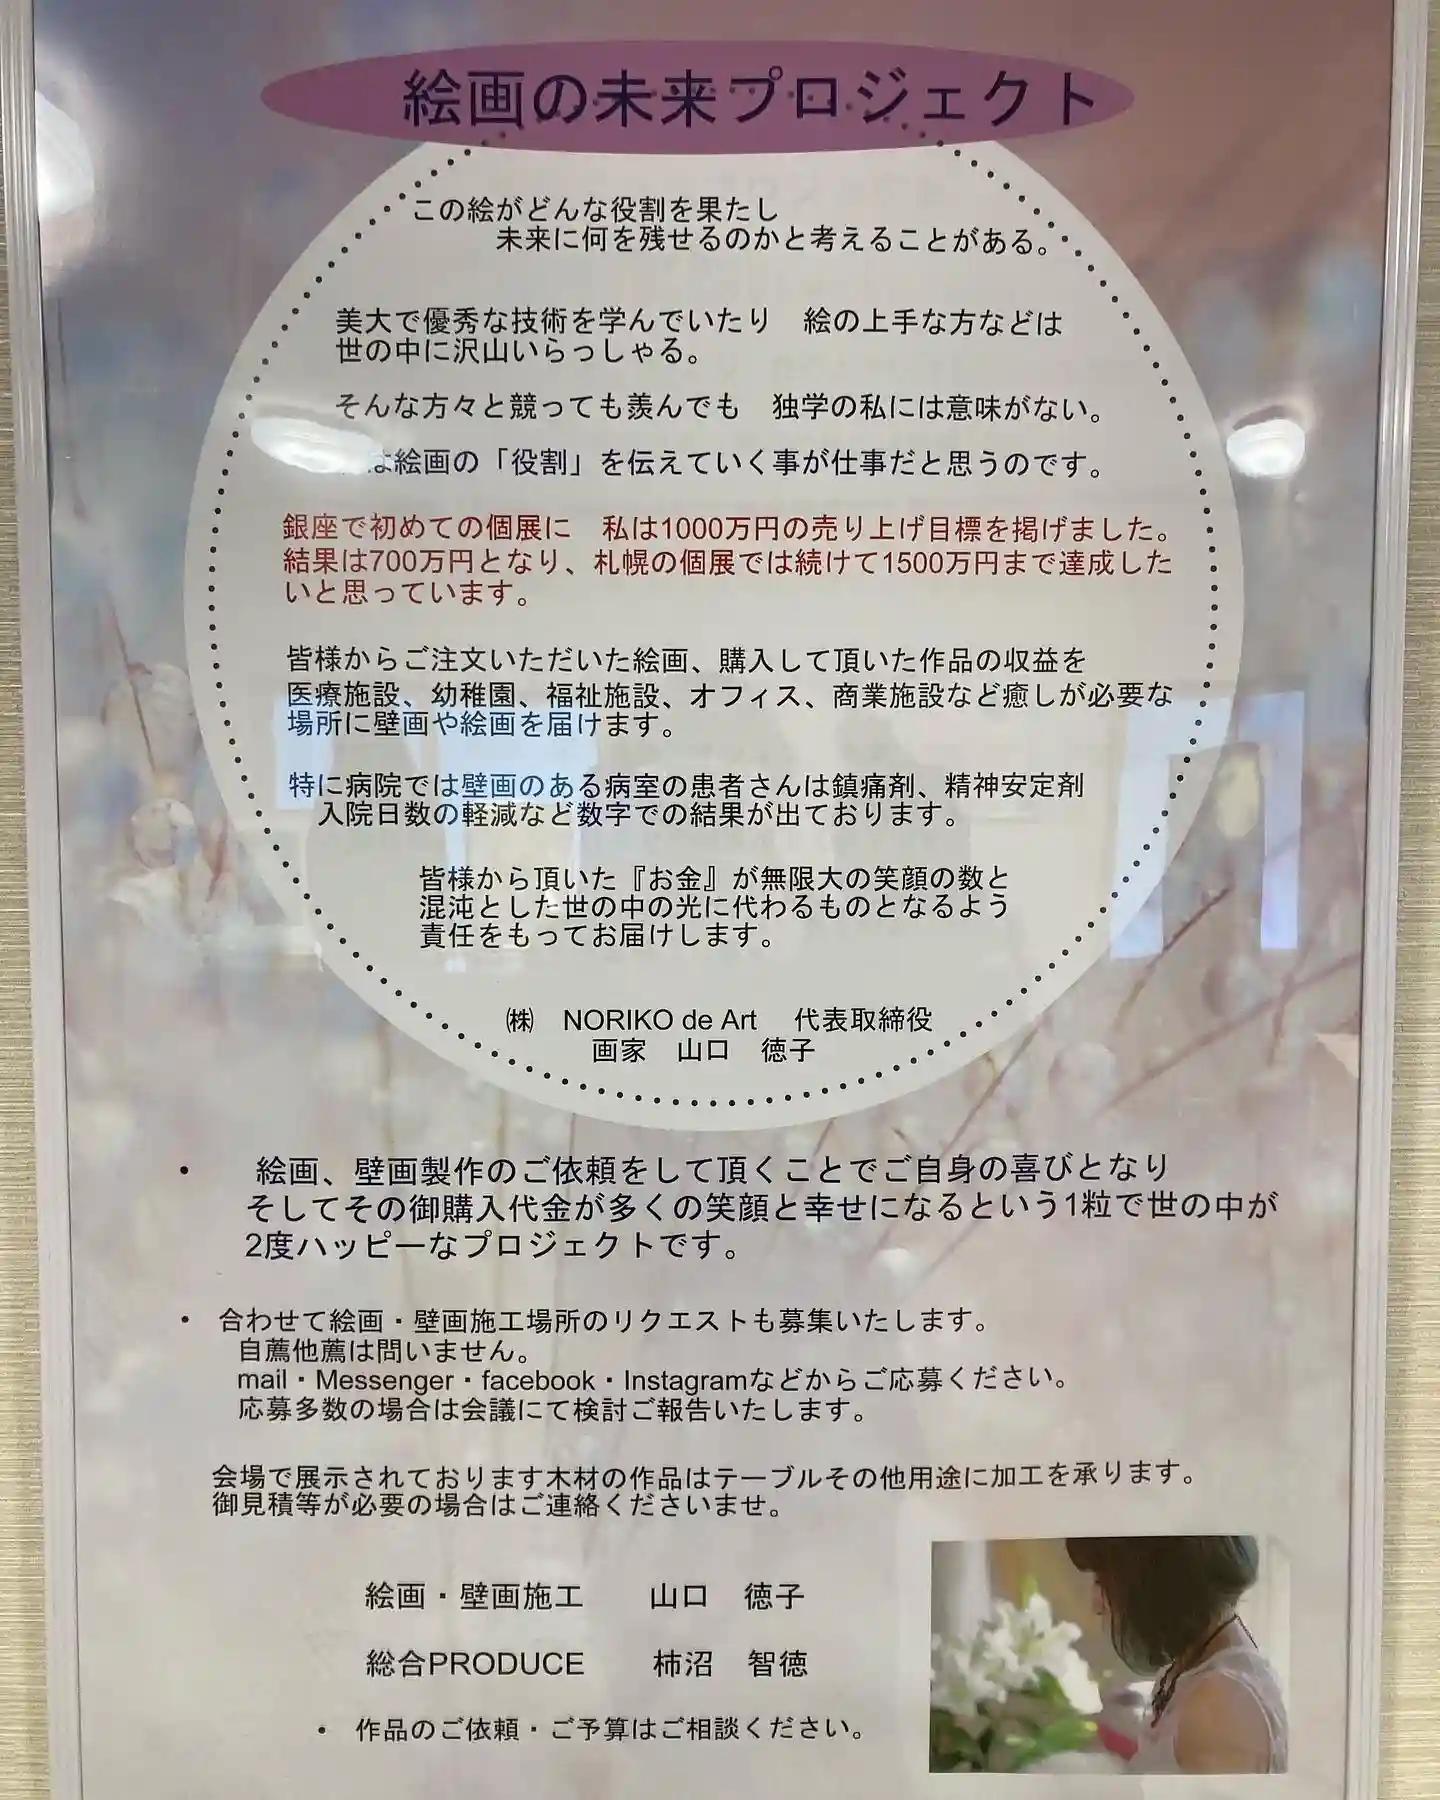 絵画の未来プロジェクト
この絵がどんな役割を果たし
未来に何を残せるのかと考えることがある。
美大で優秀な技術を学んでいたり　絵の上手な方などは
世の中に沢山いらっしゃる。
そんな方々と競っても羨んでも　独学の私には意味がない。
は絵画の「役割」を伝えていく事が仕事だと思うのです。
銀座で初めての個展に　私は1000万円の売り上げ目標を掲げました。
結果は700万円となり、札幌の個展では続けて1500万円まで達成した
いと思っています。
皆様からご注文いただいた絵画、購入して頂いた作品の収益を
医療施設、幼稚園、福祉施設、オフィス、商業施設など癒しが必要な
場所に壁画や絵画を届けます。
特に病院では壁画のある病室の患者さんは鎮痛剤、精神安定剤
入院日数の軽減など数字での結果が出ております。
皆様から頂いた『お金』が無限大の笑顔の数と
混沌とした世の中の光に代わるものとなるよう
責任をもってお届けします。
㈱　NORIKO de Art　代表取締役
画家　山口　徳子
・　絵画、壁画製作のご依頼をして頂くことでご自身の喜びとなり
そしてその御購入代金が多くの笑顔と幸せになるという1粒で世の中が
2度ハッピーなプロジェクトです。
・ 合わせて絵画・壁画施工場所のリクエストも募集いたします。
自薦他薦は問いません。
mail・Messenger・facebook・Instagramなどからご応募ください。
応募多数の場合は会議にて検討ご報告いたします。
会場で展示されております木材の作品はテーブルその他用途に加工を承ります。
御見積等が必要の場合はご連絡くださいませ。
絵画・壁画施工　　山口　徳子
総合PRODUCE　　柿沼　智徳
・ 作品のご依頼・ご予算はご相談ください。